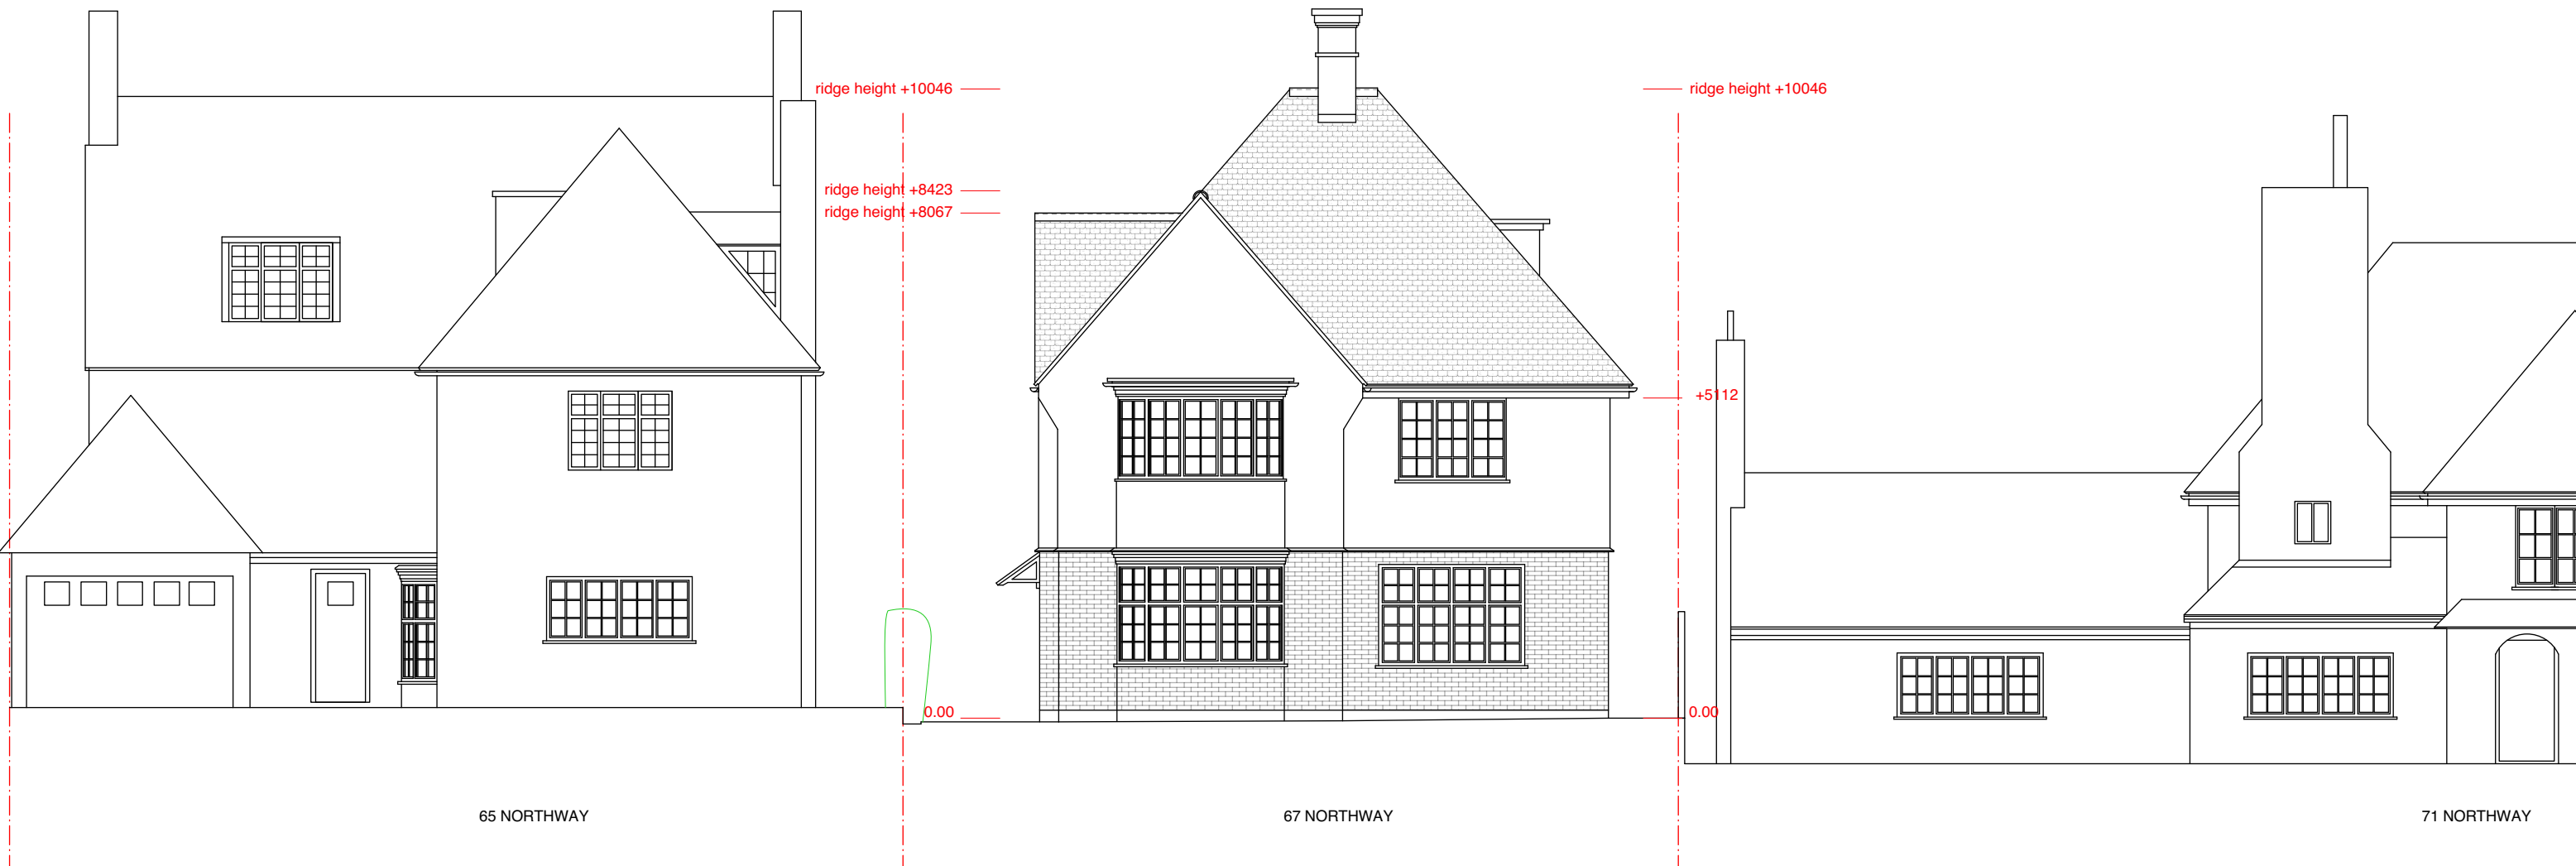 ridge height +10046
ridge height +10046
ridge height +8423
ridge height +8067
+5112
0.00
0.00
65 NORTHWAY
67 NORTHWAY
71 NORTHWAY